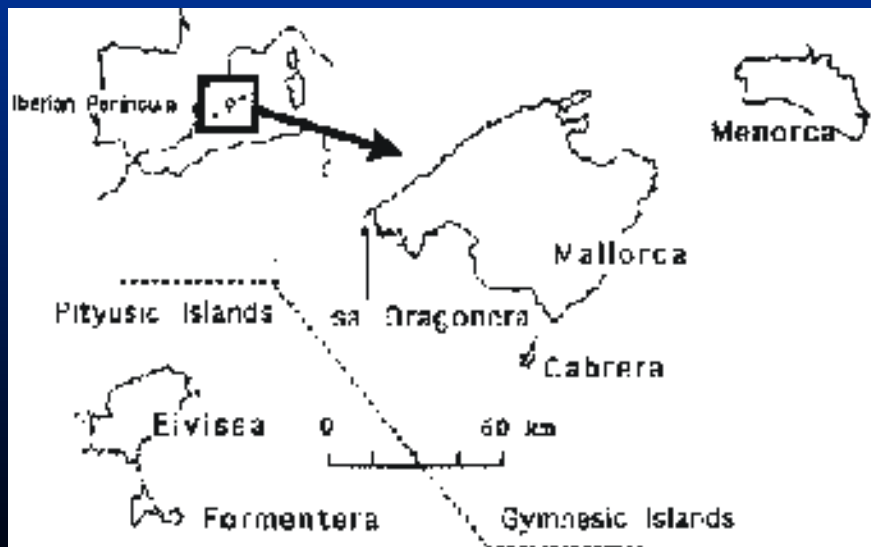 Iberian Peninsula
Menorca
Mallorca
Pityusic Islands
sa Dragonera
Cabrera
Eivissa
0 60 km
Formentera
Gymnesic Islands